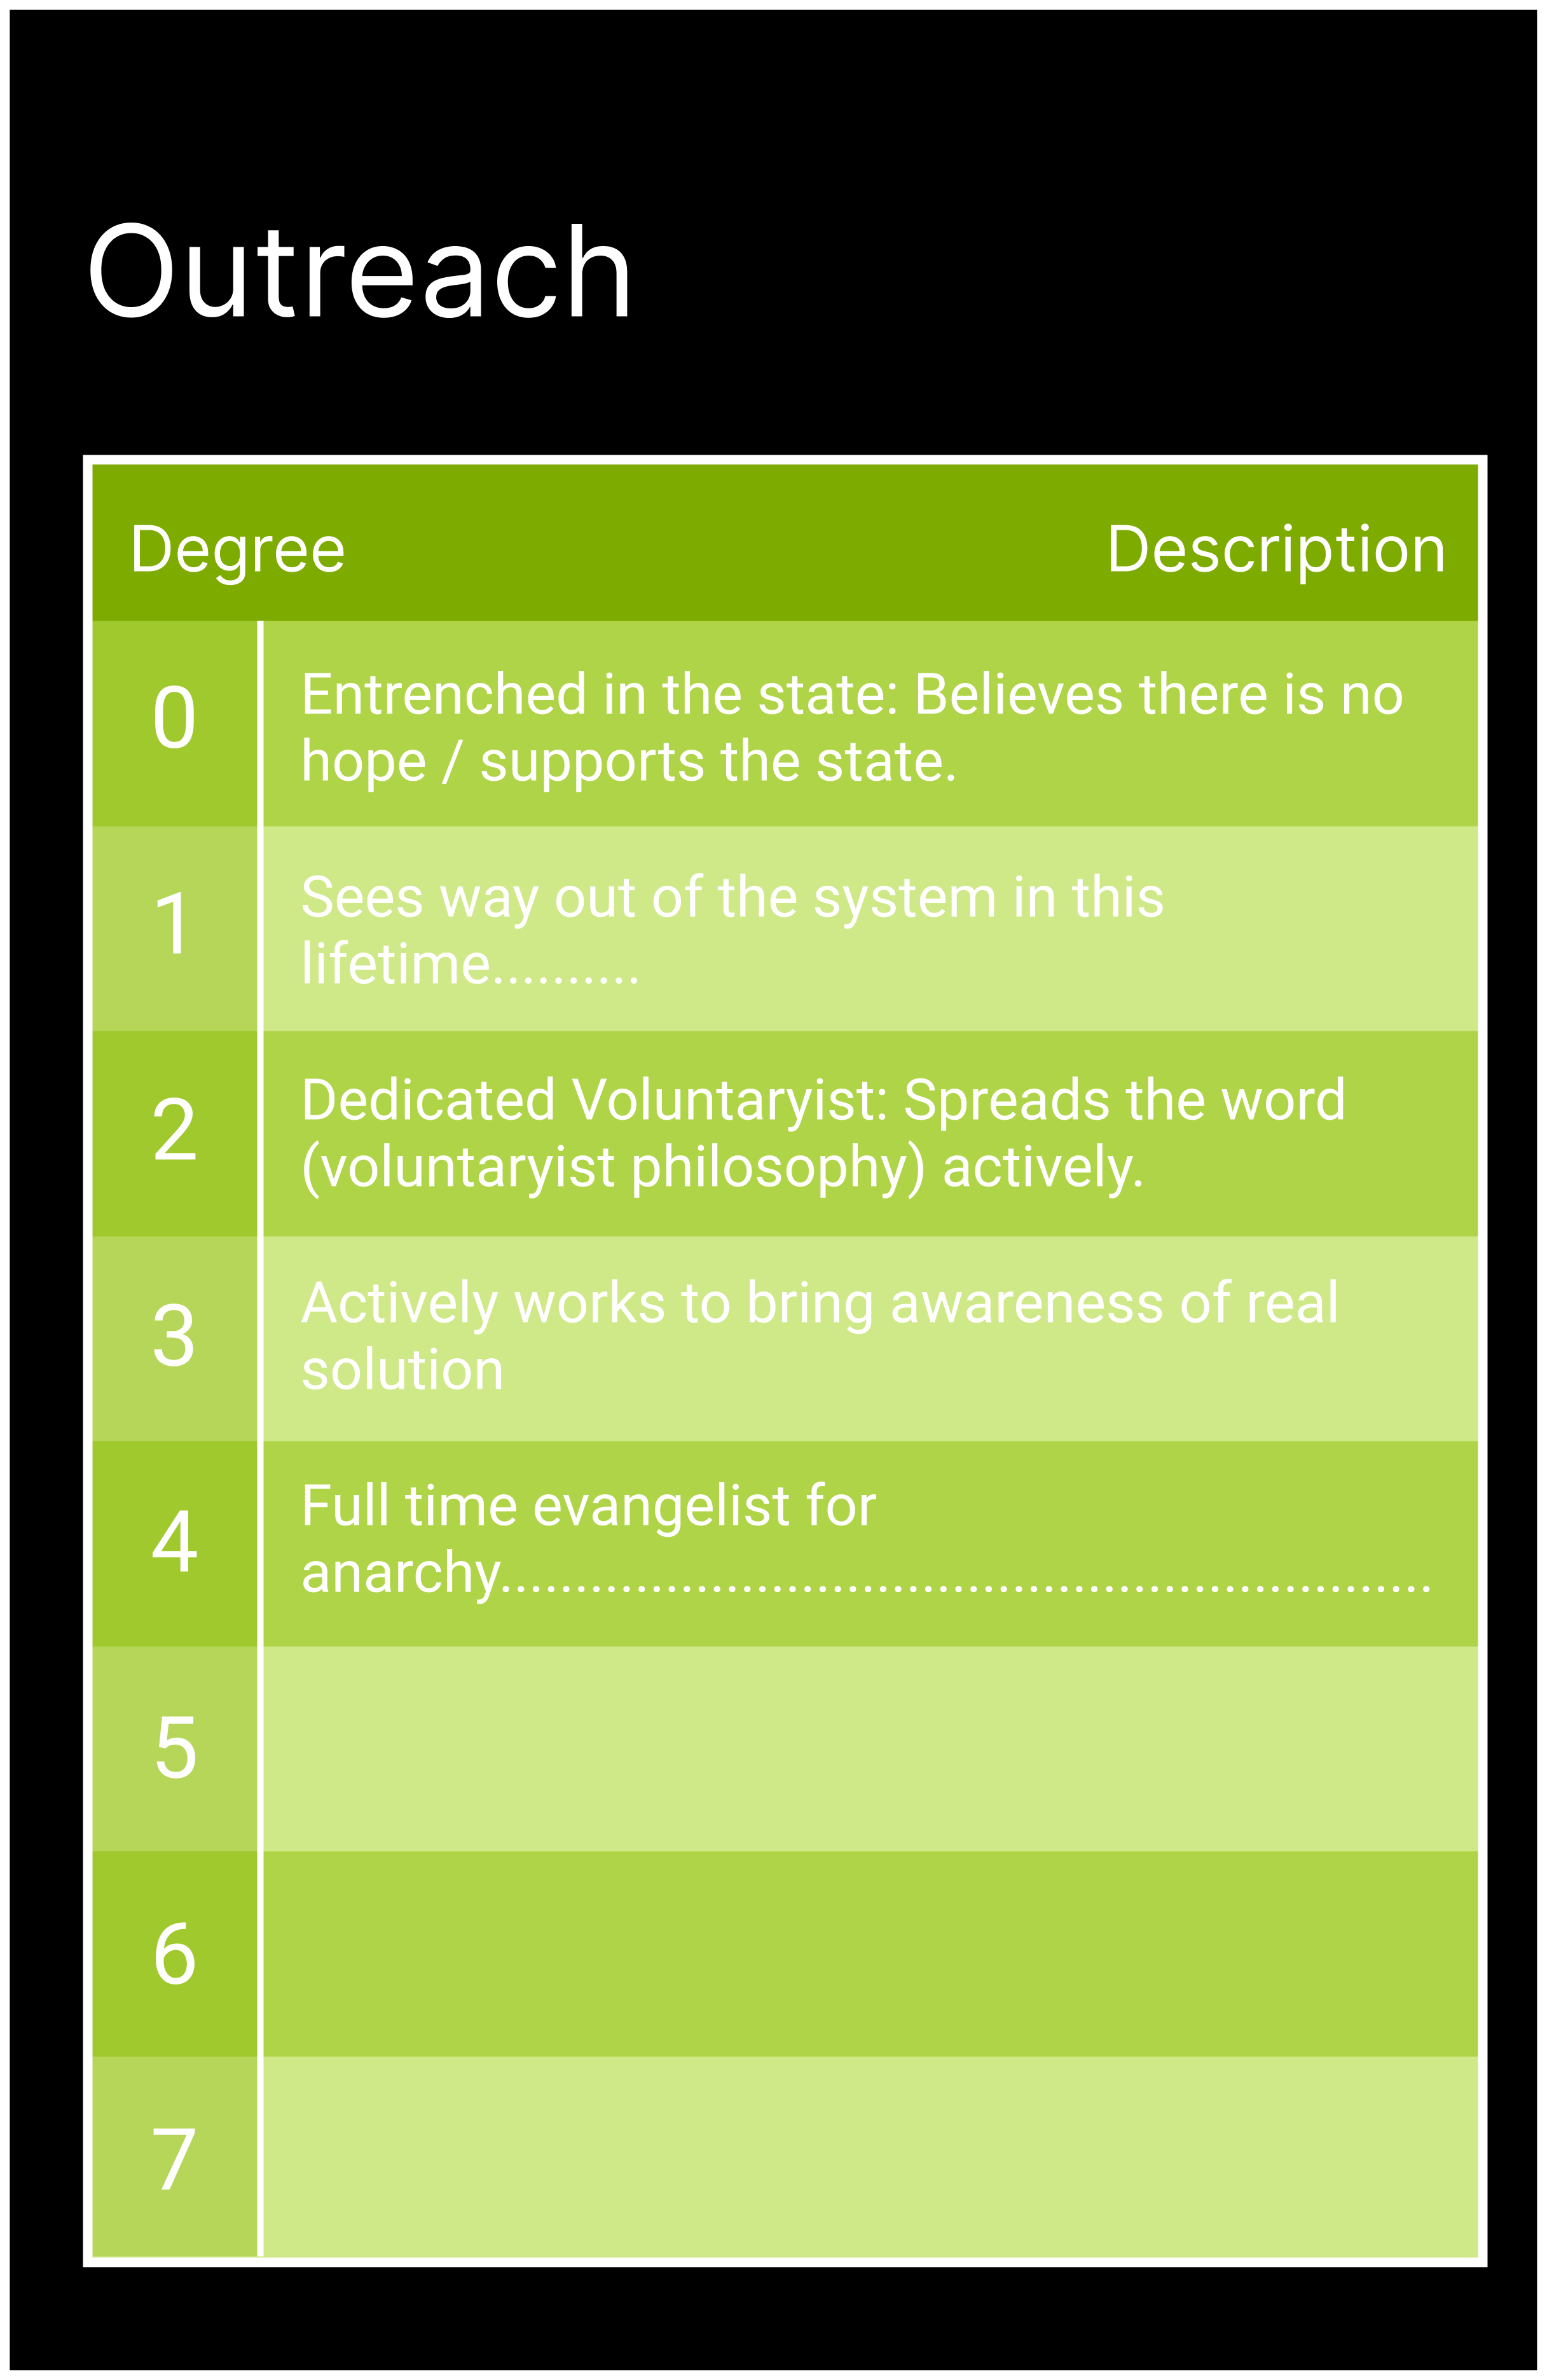 Outreach
Degree Description
0
Entrenched in the state: Believes there is no
hope / supports the state.
1
Sees way out of the system in this
lifetime..........
2
Dedicated Voluntaryist: Spreads the word
(voluntaryist philosophy) actively.
3
Actively works to bring awareness of real
solution
4
Full time evangelist for
anarchy..............................................................
5
6
7